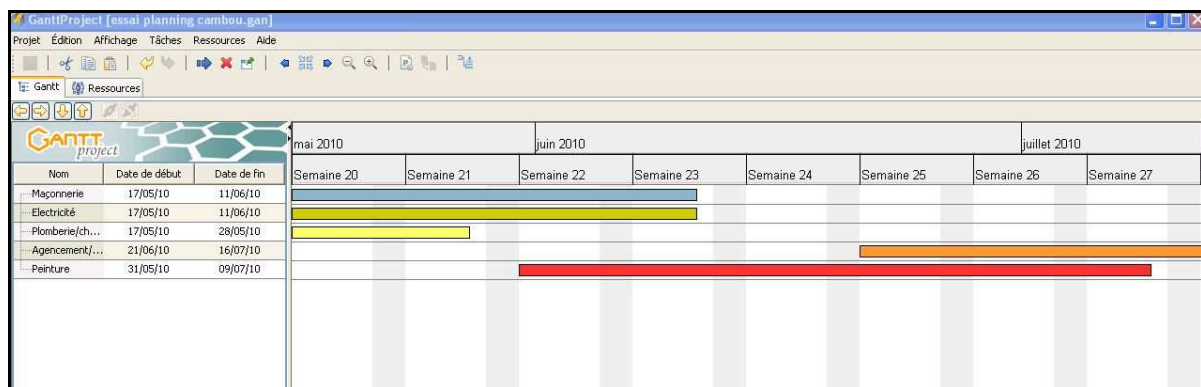 GanttProject [essai planning cambou.gan]
Projet Édition Affichage Tâches Ressources Aide
Gantt Ressources
GANTT project
mai 2010 juin 2010 juillet 2010
Nom Date de début Date de fin Semaine 20 Semaine 21 Semaine 22 Semaine 23 Semaine 24 Semaine 25 Semaine 26 Semaine 27
Maçonnerie 17/05/10 11/06/10
Electricité 17/05/10 11/06/10
Plomberie/ch... 17/05/10 28/05/10
Agencement/... 21/06/10 16/07/10
Peinture 31/05/10 09/07/10